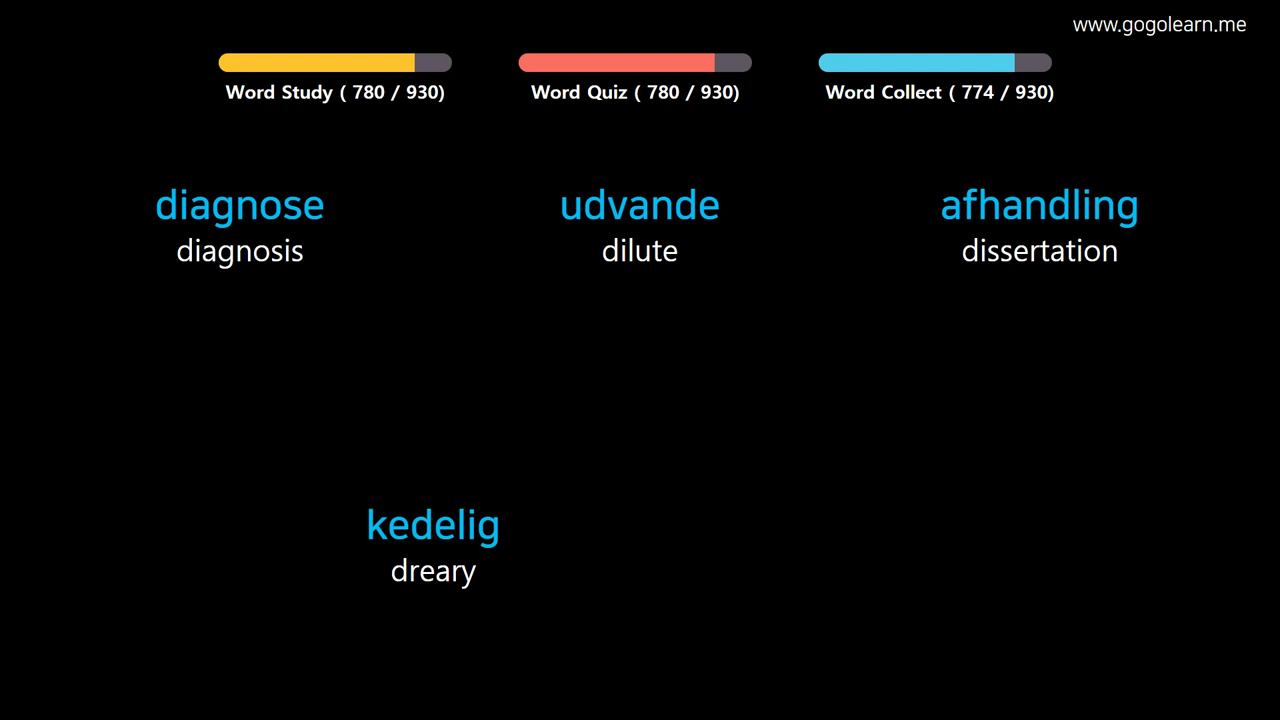 www.gogolearn.me
Word Study ( 780 / 930)
Word Quiz ( 780 / 930)
Word Collect ( 774 / 930)
diagnose
diagnosis
udvande
dilute
afhandling
dissertation
kedelig
dreary